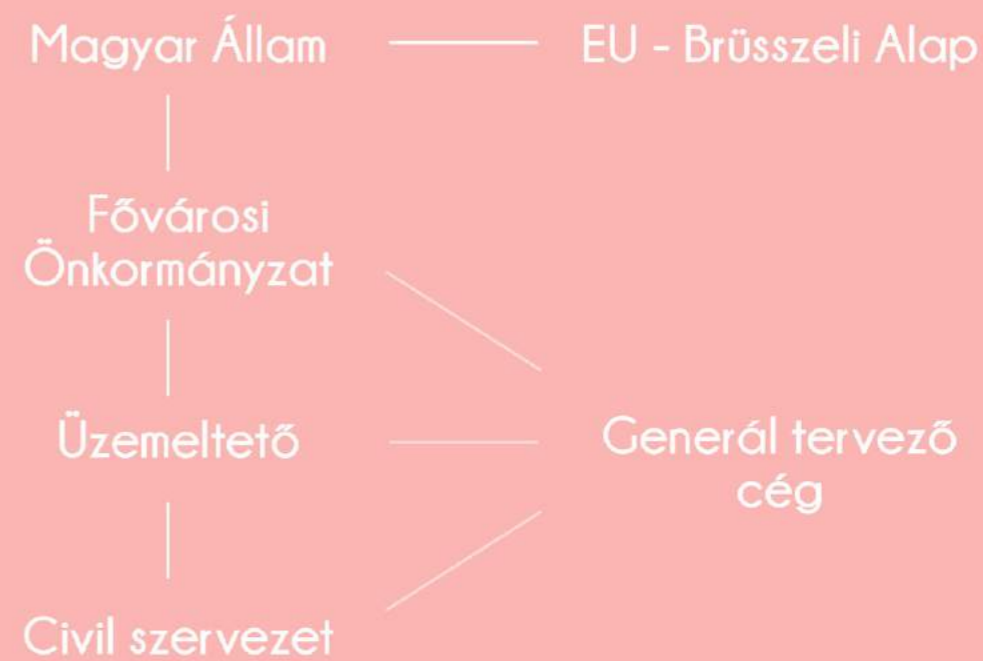 Magyar Állam
EU - Brüsszeli Alap
Fővárosi
Önkormányzat
Üzemeltető
Generál tervező
cég
Civil szervezet